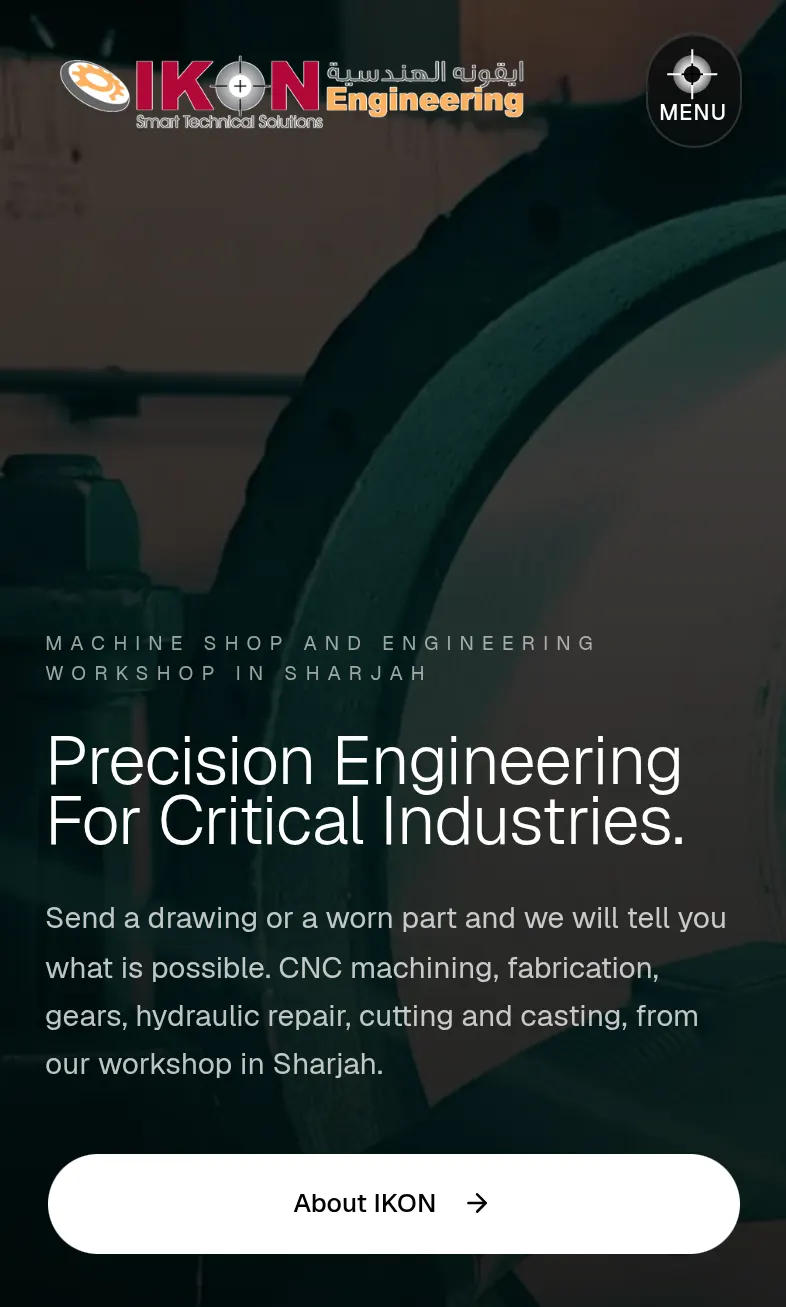 IKON ايقونه الهندسية
Engineering
Smart Technical Solutions
MENU
MACHINE SHOP AND ENGINEERING
WORKSHOP IN SHARJAH
Precision Engineering
For Critical Industries.
Send a drawing or a worn part and we will tell you
what is possible. CNC machining, fabrication,
gears, hydraulic repair, cutting and casting, from
our workshop in Sharjah.
About IKON →